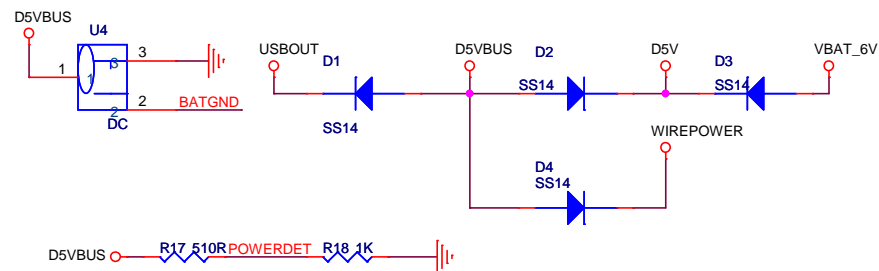 D5VBUS
U4
3
1
1
3
2
BATGND
2
DC
USBOUT
D1
SS14
D5VBUS
D2
SS14
D5V
D3
SS14
VBAT_6V
WIREPOWER
D4
SS14
D5VBUS
R17 510R
POWERDET
R18 1K